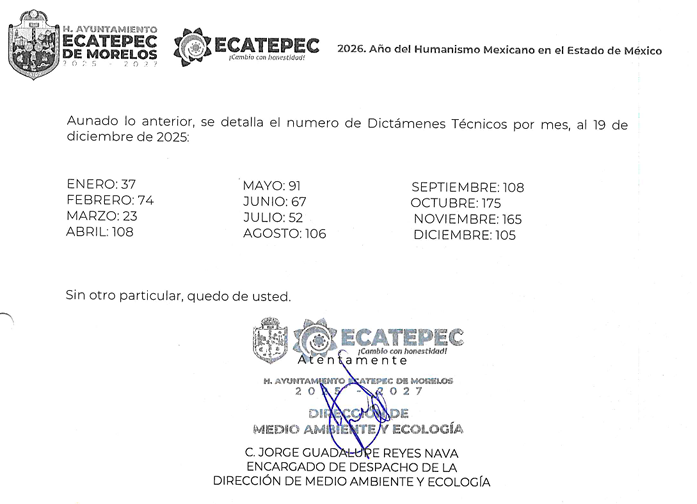 H. AYUNTAMIENTO
ECATEPEC
DE MORELOS
2025 - 2027
ECATEPEC
¡Cambio con honestidad!
2026. Año del Humanismo Mexicano en el Estado de México
Aunado lo anterior, se detalla el numero de Dictámenes Técnicos por mes, al 19 de
diciembre de 2025:
ENERO: 37
FEBRERO: 74
MARZO: 23
ABRIL: 108
MAYO: 91
JUNIO: 67
JULIO: 52
AGOSTO: 106
SEPTIEMBRE: 108
OCTUBRE: 175
NOVIEMBRE: 165
DICIEMBRE: 105
Sin otro particular, quedo de usted.
ECATEPEC
¡Cambio con honestidad!
Atentamente
H. AYUNTAMIENTO ECATEPEC DE MORELOS
2025 - 2027
DIRECCIÓN DE
MEDIO AMBIENTE Y ECOLOGÍA
C. JORGE GUADALUPE REYES NAVA
ENCARGADO DE DESPACHO DE LA
DIRECCIÓN DE MEDIO AMBIENTE Y ECOLOGÍA